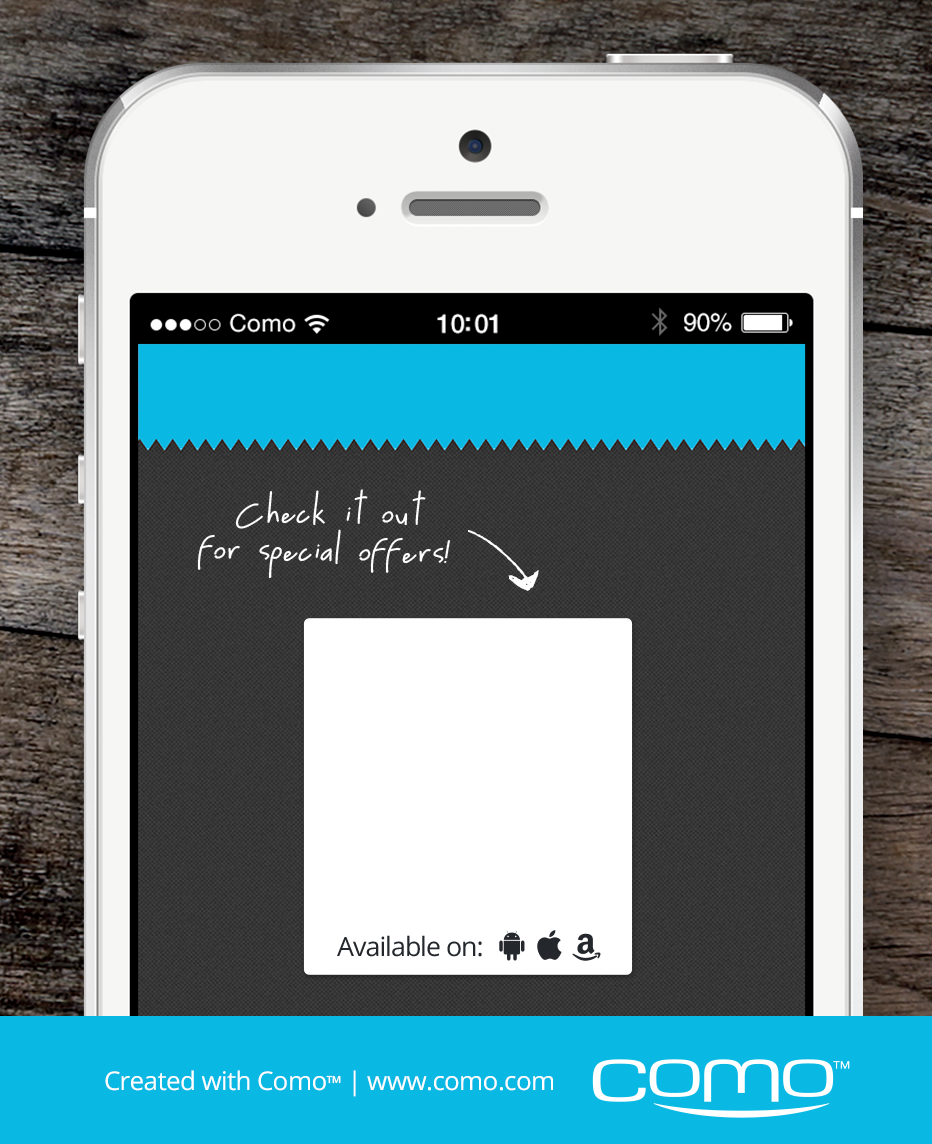 Como 10:01 90%
Check it out
for special offers!
Available on:
Created with Como™ | www.como.com
como™